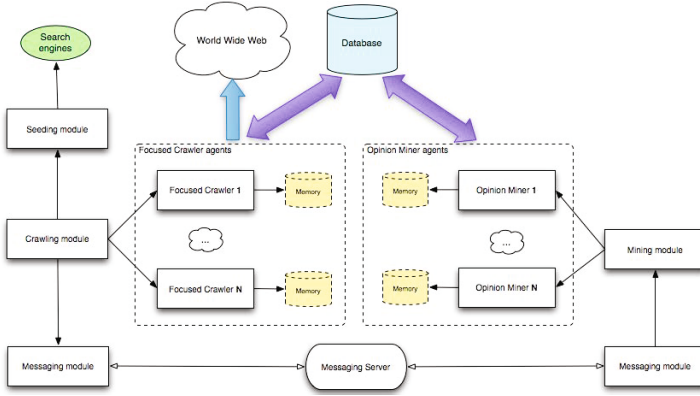 Search
engines
World Wide Web
Database
Seeding module
Focused Crawler agents
Opinion Miner agents
Focused Crawler 1
Memory
Memory
Opinion Miner 1
Crawling module
...
...
Mining module
Focused Crawler N
Memory
Memory
Opinion Miner N
Messaging module
Messaging Server
Messaging module